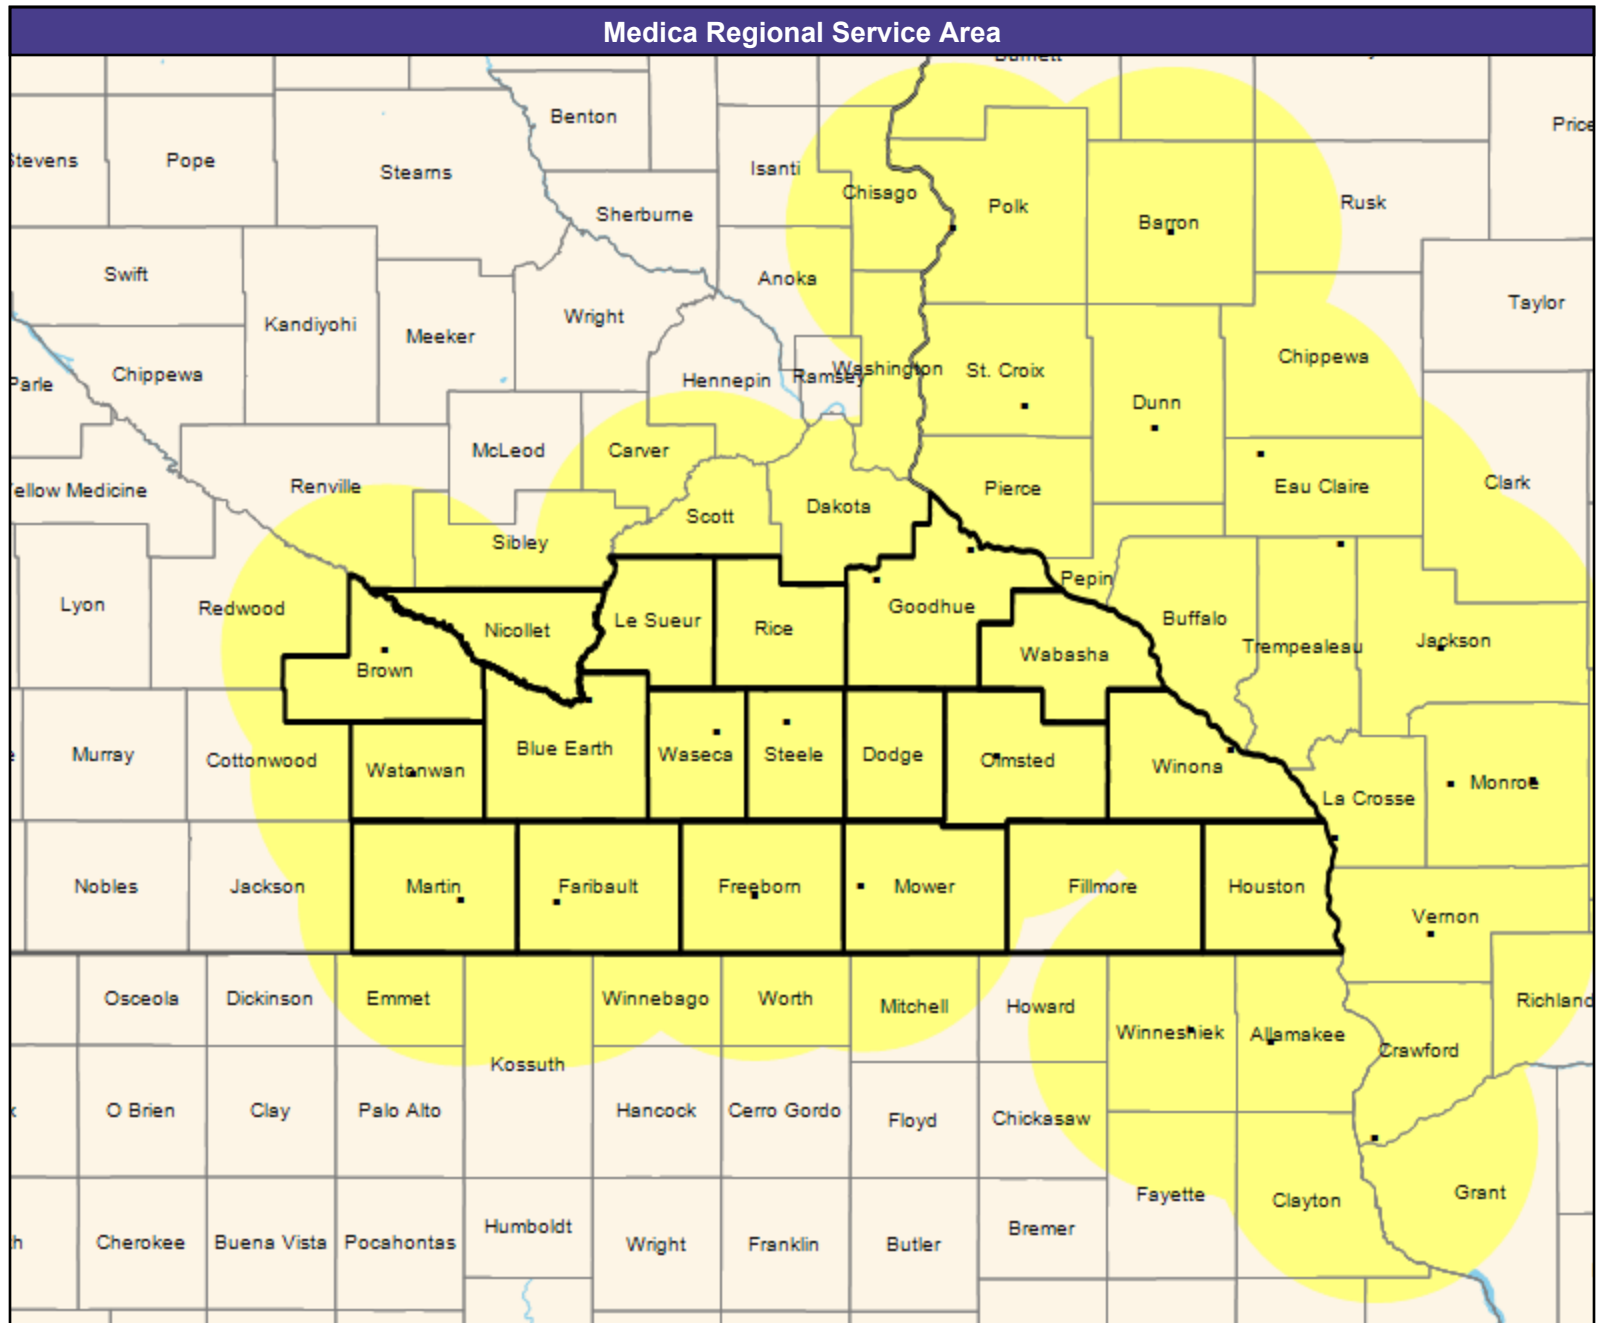 Medica Regional Service Area
Burnett
Benton
Price
Stevens
Pope
Stearns
Isanti
Chisago
Polk
Barron
Rusk
Sherburne
Swift
Anoka
Taylor
Kandiyohi
Meeker
Wright
Chippewa
Parle
Hennepin
Ramsey
Washington
St. Croix
Chippewa
Dunn
McLeod
Carver
Yellow Medicine
Renville
Scott
Dakota
Pierce
Eau Claire
Clark
Sibley
Pepin
Lyon
Redwood
Nicollet
Le Sueur
Rice
Goodhue
Buffalo
Trempealeau
Jackson
Brown
Wabasha
Murray
Cottonwood
Watonwan
Blue Earth
Waseca
Steele
Dodge
Olmsted
Winona
La Crosse
Monroe
Nobles
Jackson
Martin
Faribault
Freeborn
Mower
Fillmore
Houston
Vernon
Osceola
Dickinson
Emmet
Winnebago
Worth
Mitchell
Howard
Richland
Winneshiek
Allamakee
Crawford
Kossuth
O Brien
Clay
Palo Alto
Hancock
Cerro Gordo
Floyd
Chickasaw
Fayette
Clayton
Grant
Cherokee
Buena Vista
Pocahontas
Humboldt
Wright
Franklin
Butler
Bremer